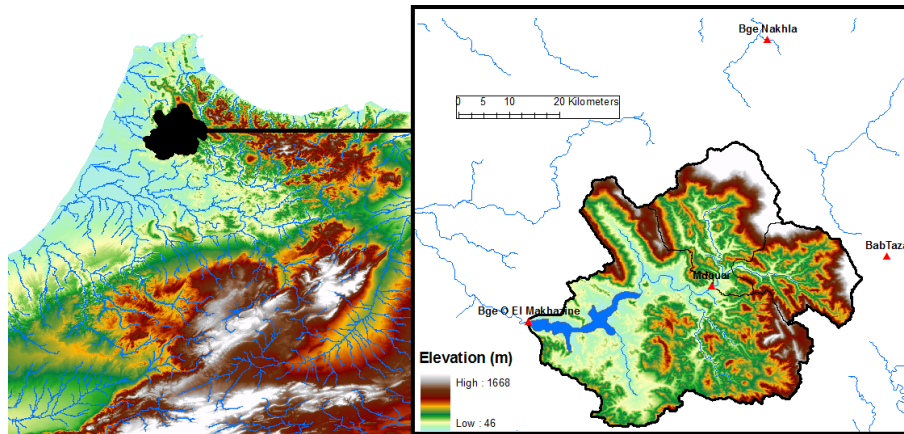 Bge Nakhla
0 5 10 20 Kilometers
BabTaza
Mdouar
Bge O El Makhazine
Elevation (m)
High : 1668
Low : 46